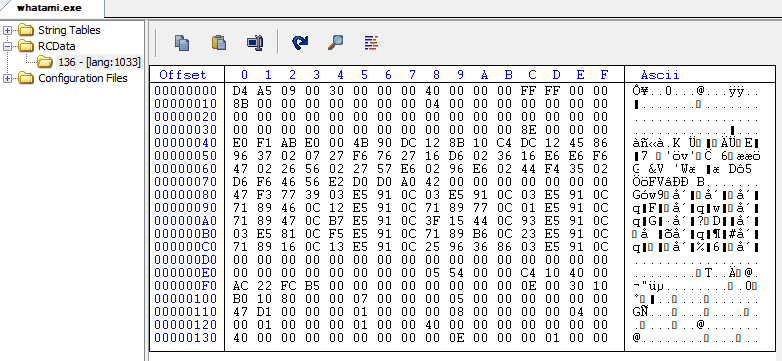 whatami.exe
String Tables
RCData
136 - [lang:1033]
Configuration Files
Offset 0 1 2 3 4 5 6 7 8 9 A B C D E F Ascii
00000000 D4 A5 09 00 30 00 00 00 40 00 00 00 FF FF 00 00 Ô¥..0...@...ÿÿ..
00000010 8B 00 00 00 00 00 00 00 04 00 00 00 00 00 00 00
00000020 00 00 00 00 00 00 00 00 00 00 00 00 00 00 00 00 ................
00000030 00 00 00 00 00 00 00 00 00 00 00 00 8E 00 00 00
00000040 E0 F1 AB E0 00 4B 90 DC 12 8B 10 C4 DC 12 45 86
00000050 96 37 02 07 27 F6 76 27 16 D6 02 36 16 E6 E6 F6
00000060 47 02 26 56 02 27 57 E6 02 96 E6 02 44 F4 35 02
00000070 D6 F6 46 56 E2 D0 D0 A0 42 00 00 00 00 00 00 00 ÖöFVâÐÐ B.......
00000080 47 F3 77 39 03 E5 91 0C 03 E5 91 0C 03 E5 91 0C
00000090 71 89 46 0C 12 E5 91 0C 71 89 77 0C 01 E5 91 0C
000000A0 71 89 47 0C B7 E5 91 0C 3F 15 44 0C 93 E5 91 0C
000000B0 03 E5 81 0C F5 E5 91 0C 71 89 B6 0C 23 E5 91 0C
000000C0 71 89 16 0C 13 E5 91 0C 25 96 36 86 03 E5 91 0C
000000D0 00 00 00 00 00 00 00 00 00 00 00 00 00 00 00 00 ................
000000E0 00 00 00 00 00 00 00 00 05 54 00 00 C4 10 40 00
000000F0 AC 22 FC B5 00 00 00 00 00 00 00 00 0E 00 30 10
00000100 B0 10 80 00 00 07 00 00 00 05 00 00 00 00 00 00
00000110 47 D1 00 00 00 01 00 00 00 08 00 00 00 00 04 00
00000120 00 01 00 00 00 01 00 00 40 00 00 00 00 00 00 00
00000130 40 00 00 00 00 00 00 00 00 0E 00 00 00 01 00 00